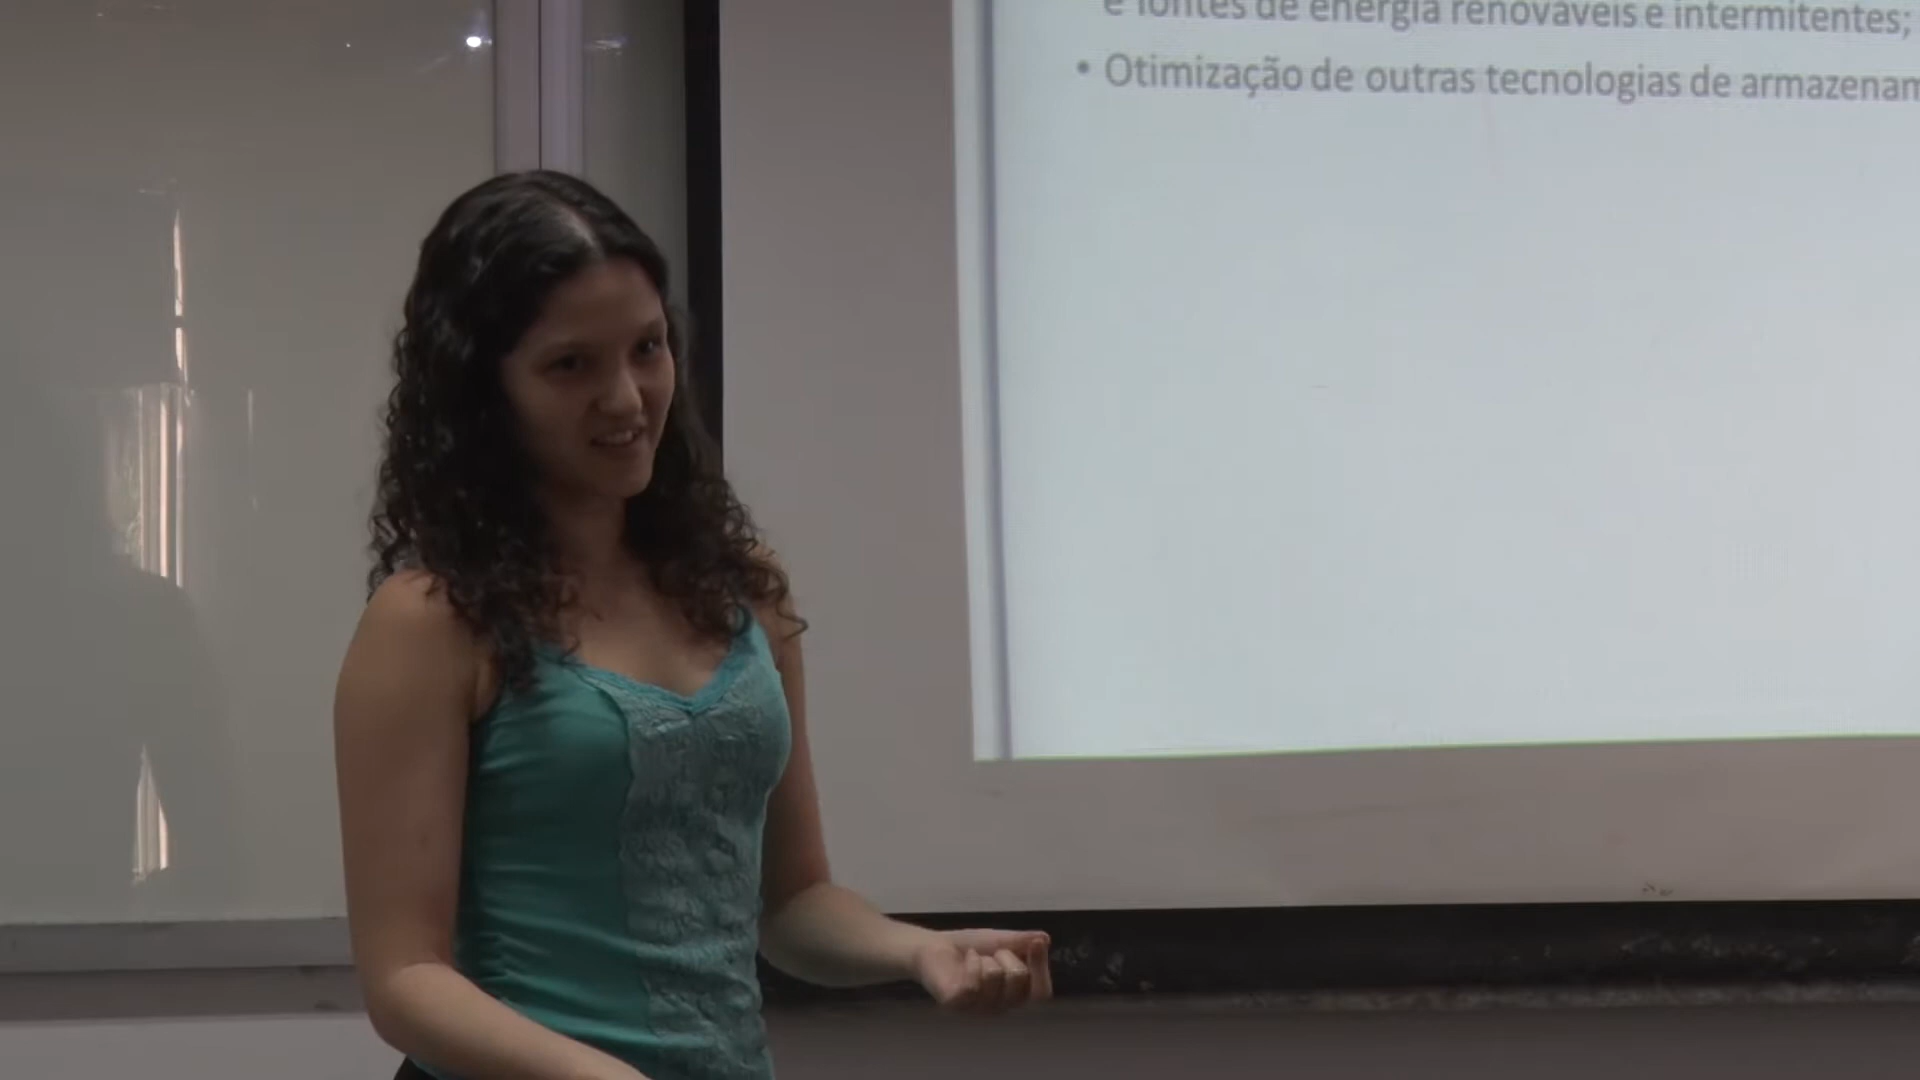 e fontes de energia renováveis e intermitentes;
• Otimização de outras tecnologias de armazenam